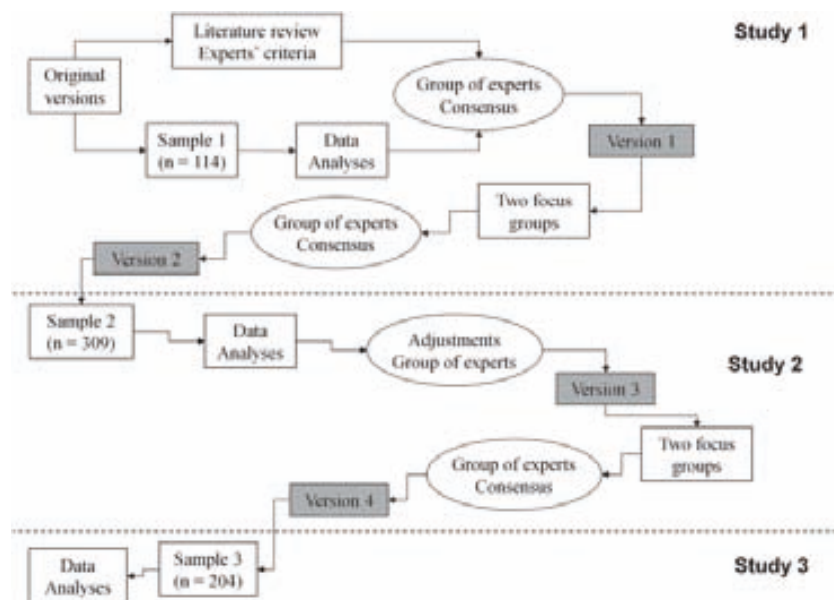 Study 1
Literature review
Experts' criteria
Original
versions
Group of experts
Consensus
Sample 1
(n = 114)
Data
Analyses
Version 1
Two focus
groups
Group of experts
Consensus
Version 2
Sample 2
(n = 309)
Data
Analyses
Adjustments
Group of experts
Study 2
Version 3
Two focus
groups
Group of experts
Consensus
Version 4
Study 3
Sample 3
(n = 204)
Data
Analyses